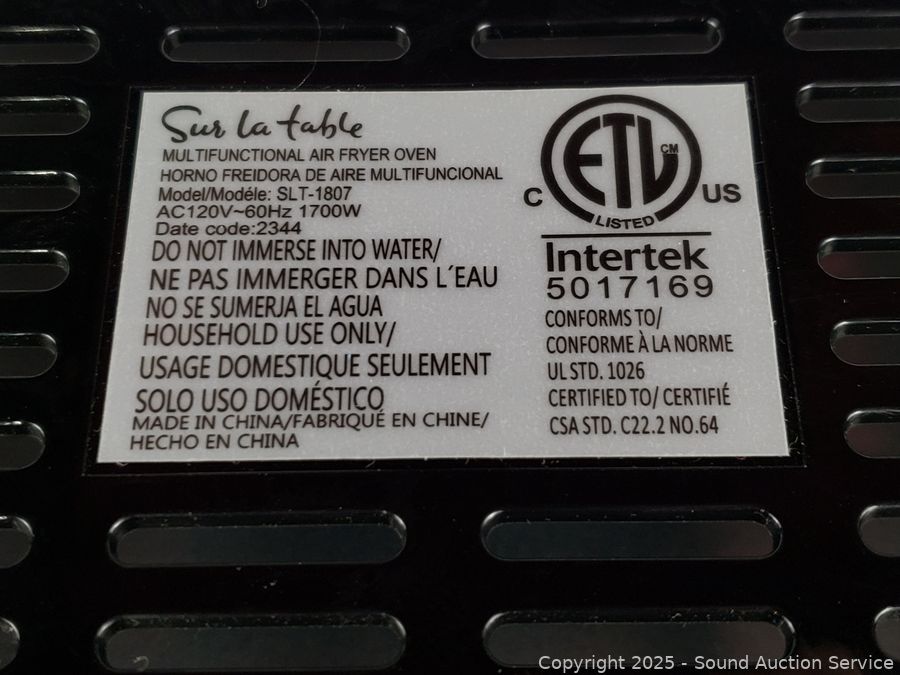 Sur la table
MULTIFUNCTIONAL AIR FRYER OVEN
HORNO FREIDORA DE AIRE MULTIFUNCIONAL
Model/Modéle: SLT-1807
AC120V~60Hz 1700W
Date code:2344
DO NOT IMMERSE INTO WATER/
NE PAS IMMERGER DANS L´EAU
NO SE SUMERJA EL AGUA
HOUSEHOLD USE ONLY/
USAGE DOMESTIQUE SEULEMENT
SOLO USO DOMÉSTICO
MADE IN CHINA/FABRIQUÉ EN CHINE/
HECHO EN CHINA
ETL CM
C US
LISTED
Intertek
5017169
CONFORMS TO/
CONFORME À LA NORME
UL STD. 1026
CERTIFIED TO/ CERTIFIÉ
CSA STD. C22.2 NO.64
Copyright 2025 - Sound Auction Service